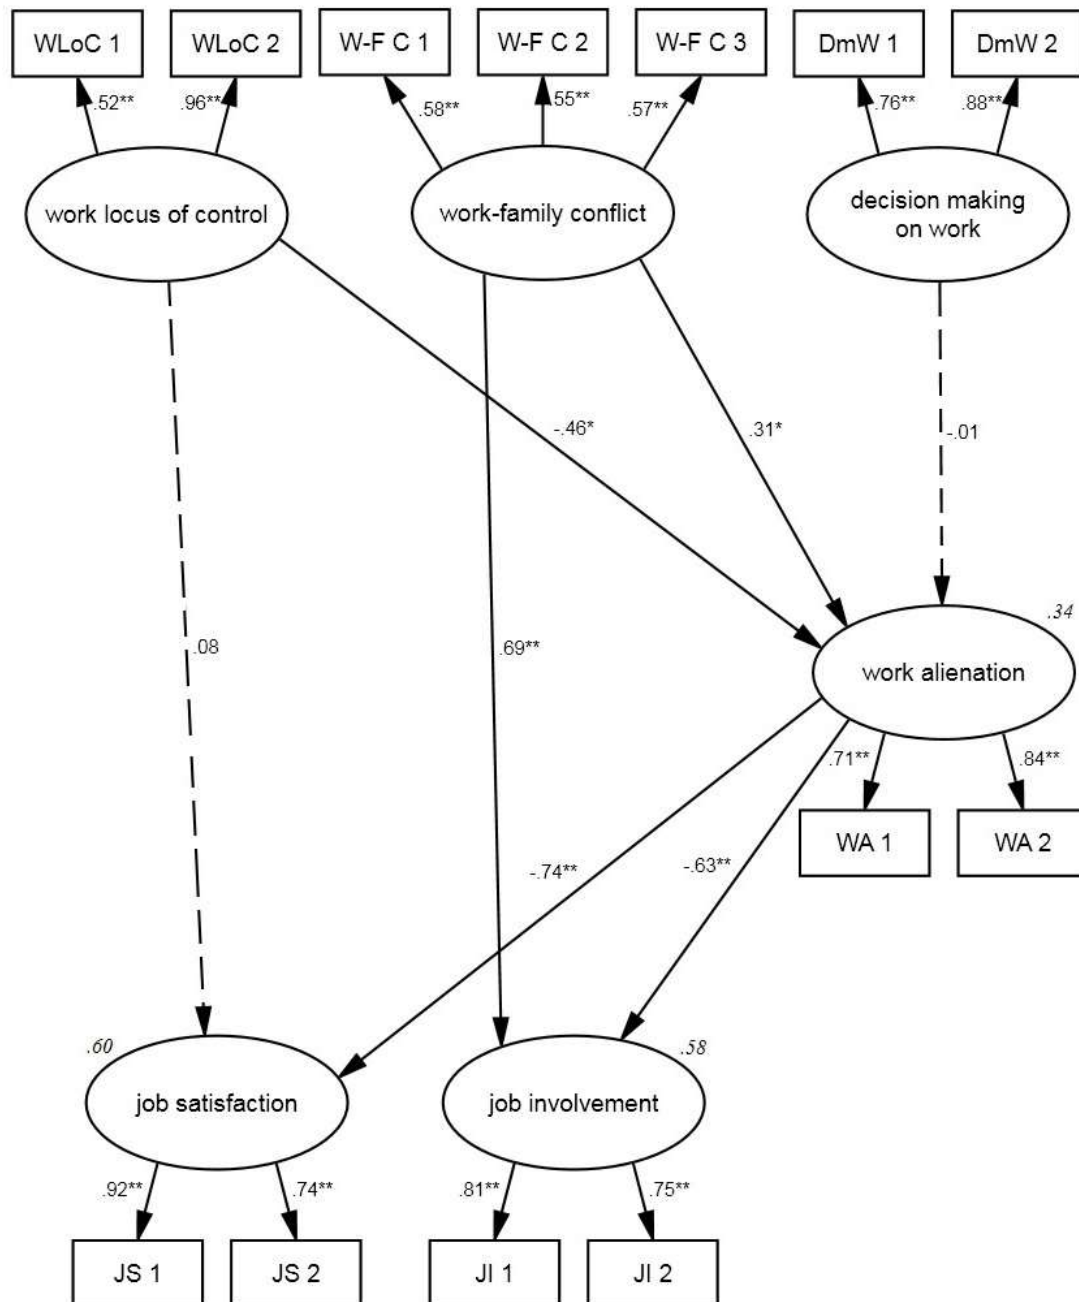 WLoC 1
WLoC 2
W-F C 1
W-F C 2
W-F C 3
DmW 1
DmW 2
.52**
.96**
.58**
55**
.57**
.76**
.88**
work locus of control
work-family conflict
decision making
on work
-.46*
.31*
-.01
.34
.08
.69**
work alienation
.71**
.84**
WA 1
WA 2
-.74**
-.63**
.60
.58
job satisfaction
job involvement
.92**
.74**
.81**
.75**
JS 1
JS 2
JI 1
JI 2